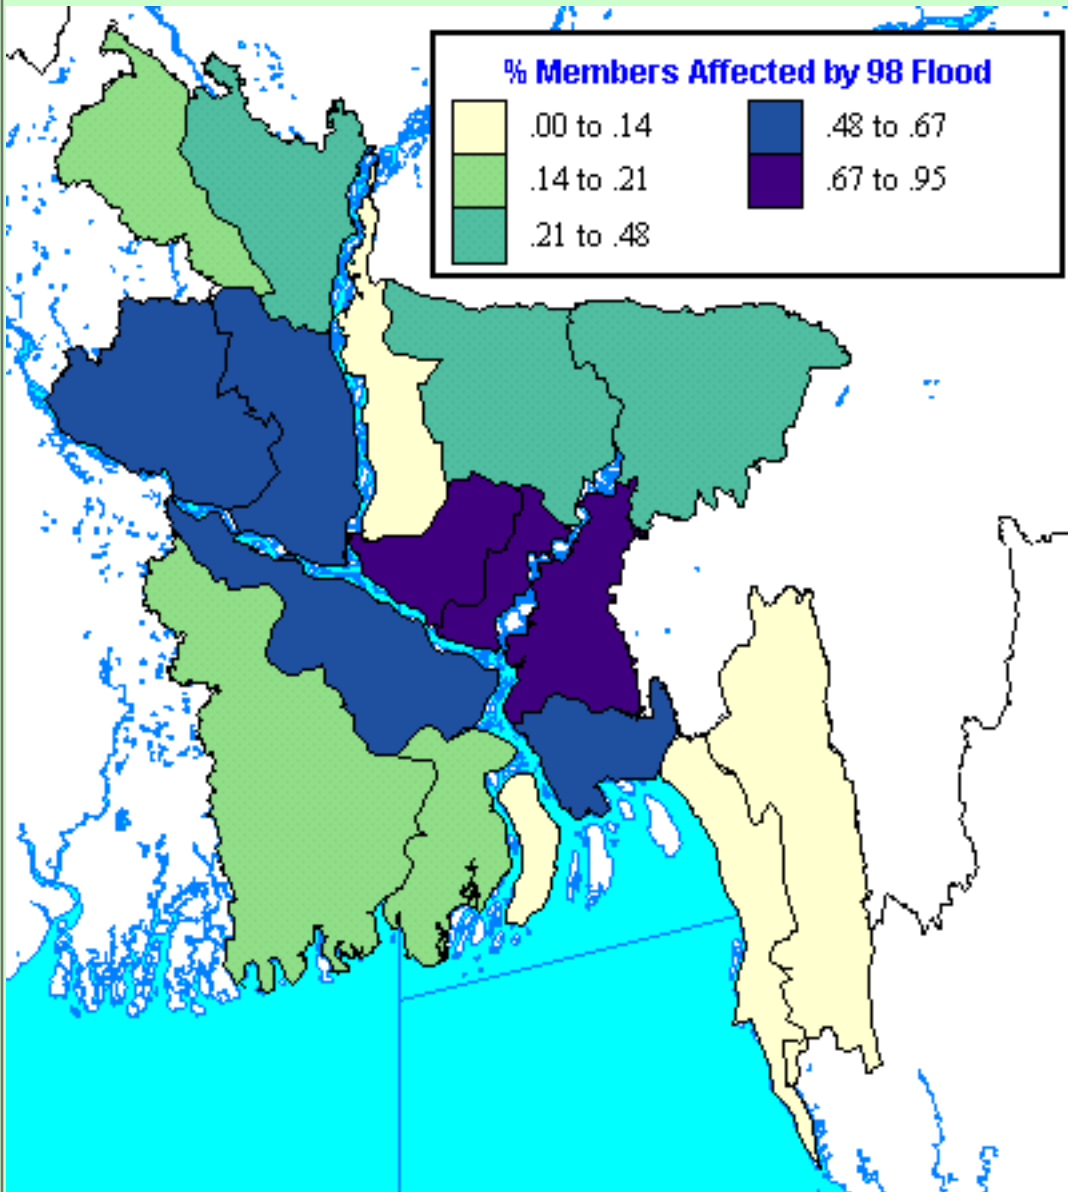 % Members Affected by 98 Flood
.00 to .14
.14 to .21
.21 to .48
.48 to .67
.67 to .95